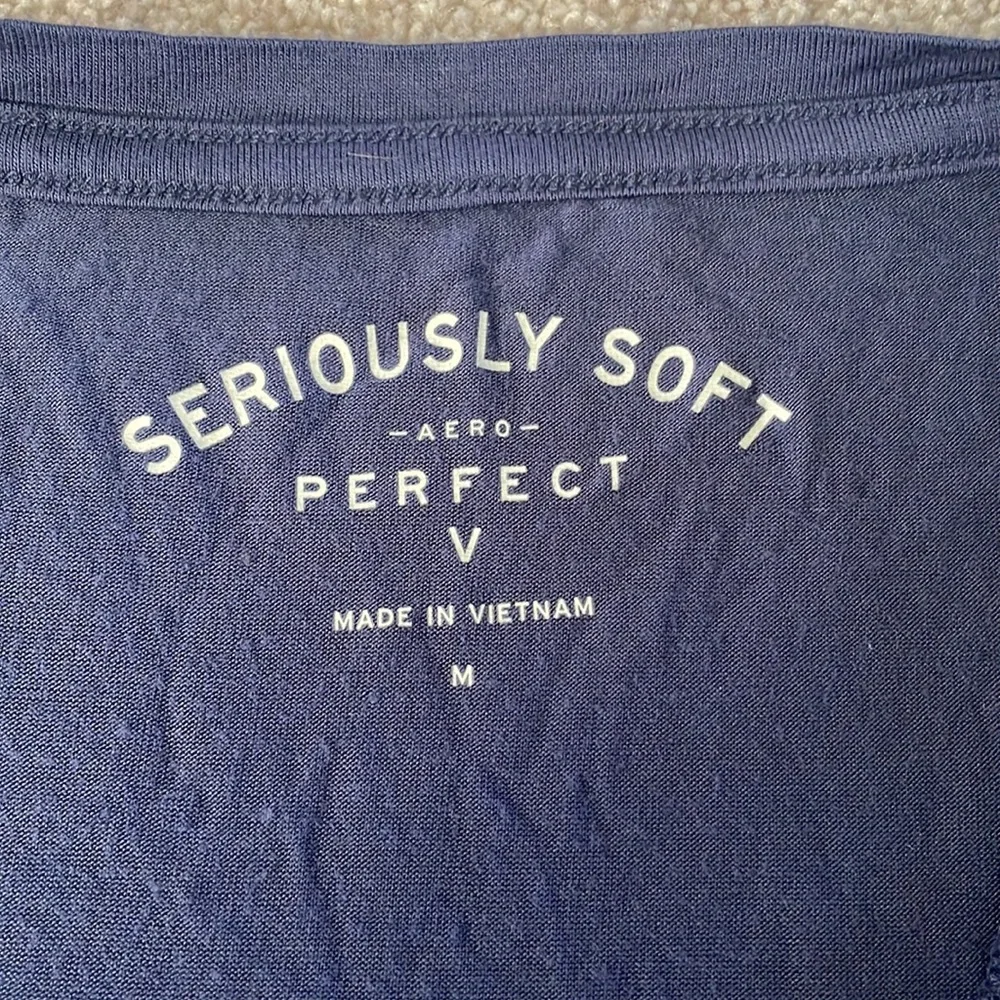 SERIOUSLY SOFT
–AERO–
PERFECT
V
MADE IN VIETNAM
M